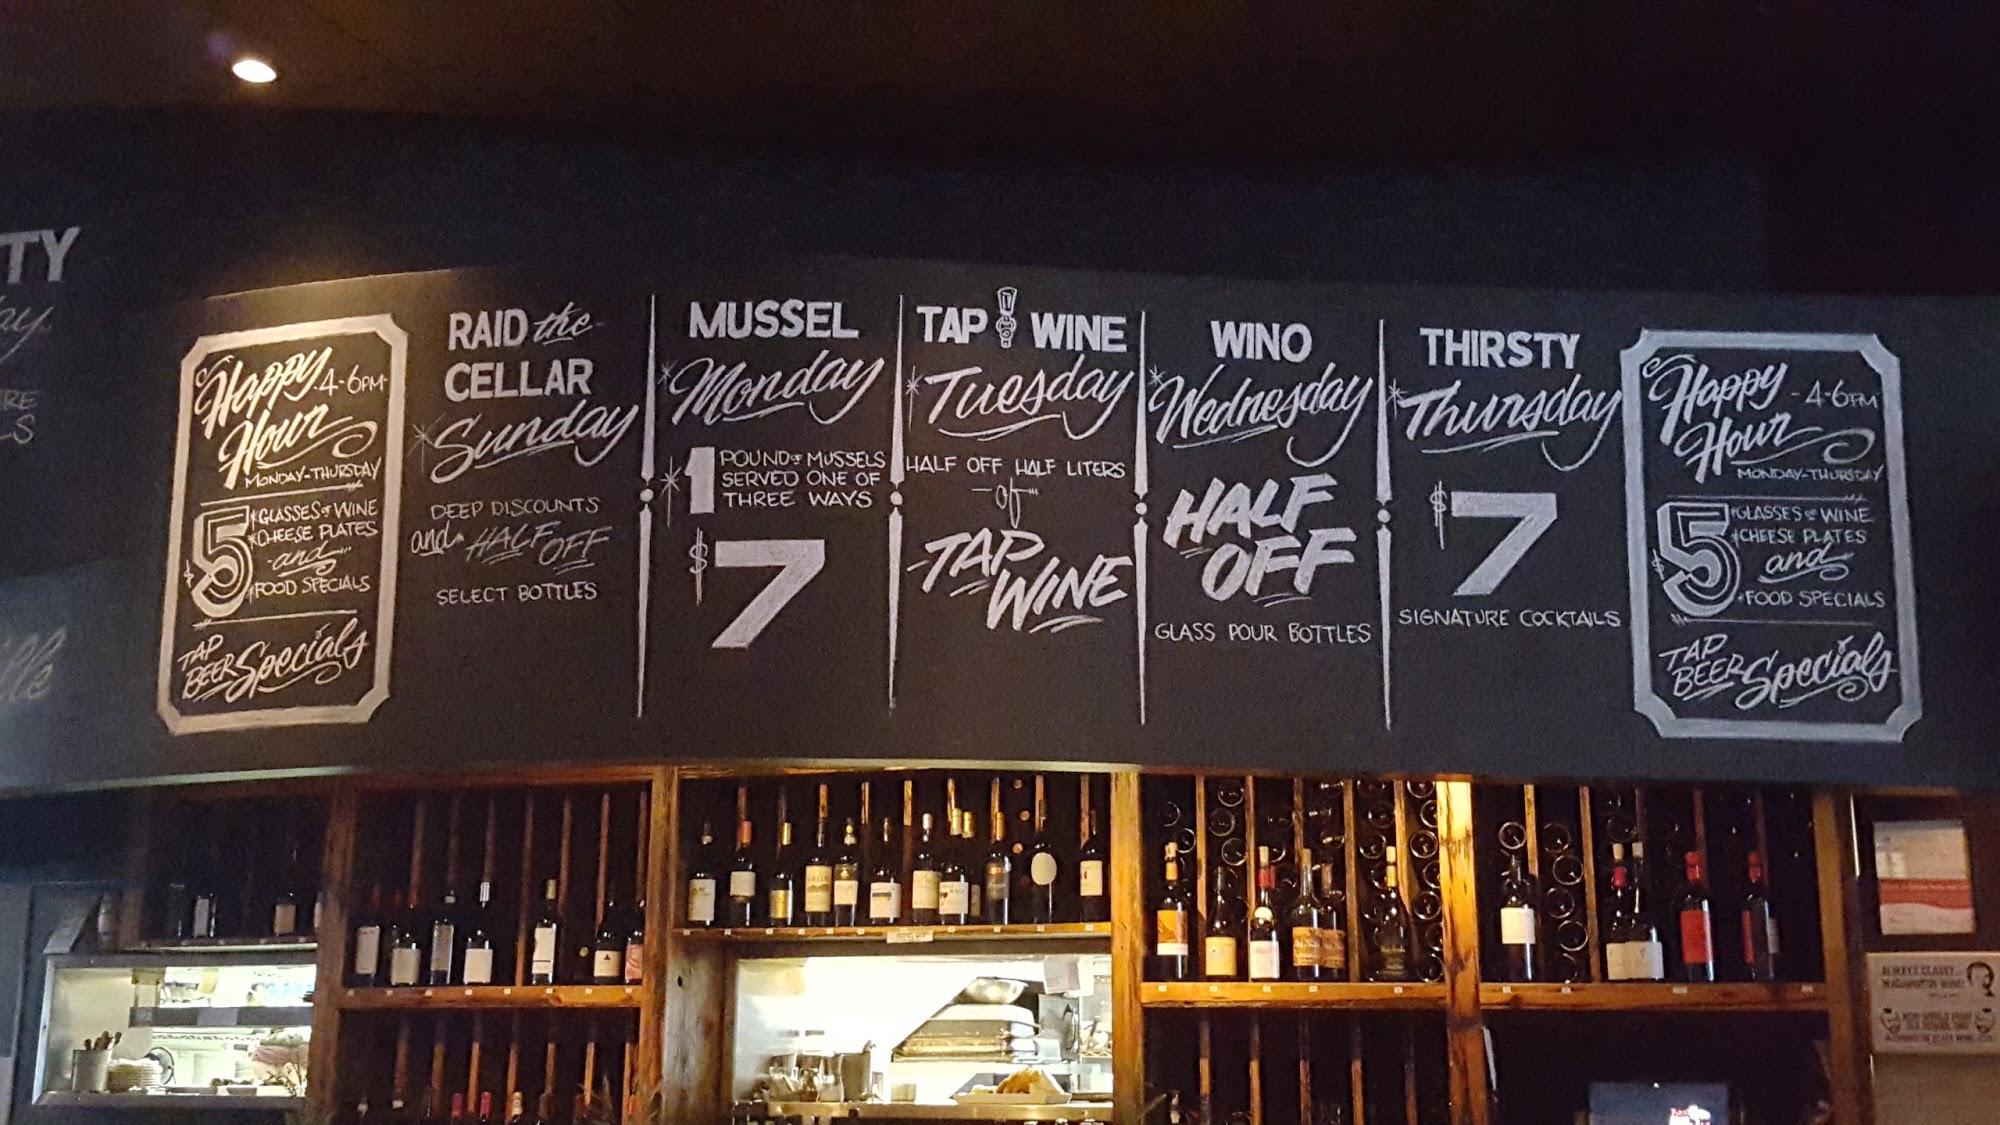 TY
HAPPY 4-6PM
HOUR
MONDAY-THURSDAY
$5 GLASSES of WINE
CHEESE PLATES
and
FOOD SPECIALS
TAP
BEER Specials
RAID the
CELLAR
Sunday
DEEP DISCOUNTS
and HALF OFF
SELECT BOTTLES
MUSSEL
Monday
1 POUND of MUSSELS
SERVED ONE OF
THREE WAYS
$7
TAP WINE
Tuesday
HALF OFF HALF LITERS
of
TAP
WINE
WINO
Wednesday
HALF
OFF
GLASS POUR BOTTLES
THIRSTY
Thursday
$7
SIGNATURE COCKTAILS
Happy -4-6PM
Hour
MONDAY-THURSDAY
$5 GLASSES of WINE
CHEESE PLATES
and
FOOD SPECIALS
TAP
BEER Specials
ALWAYS CLASSY